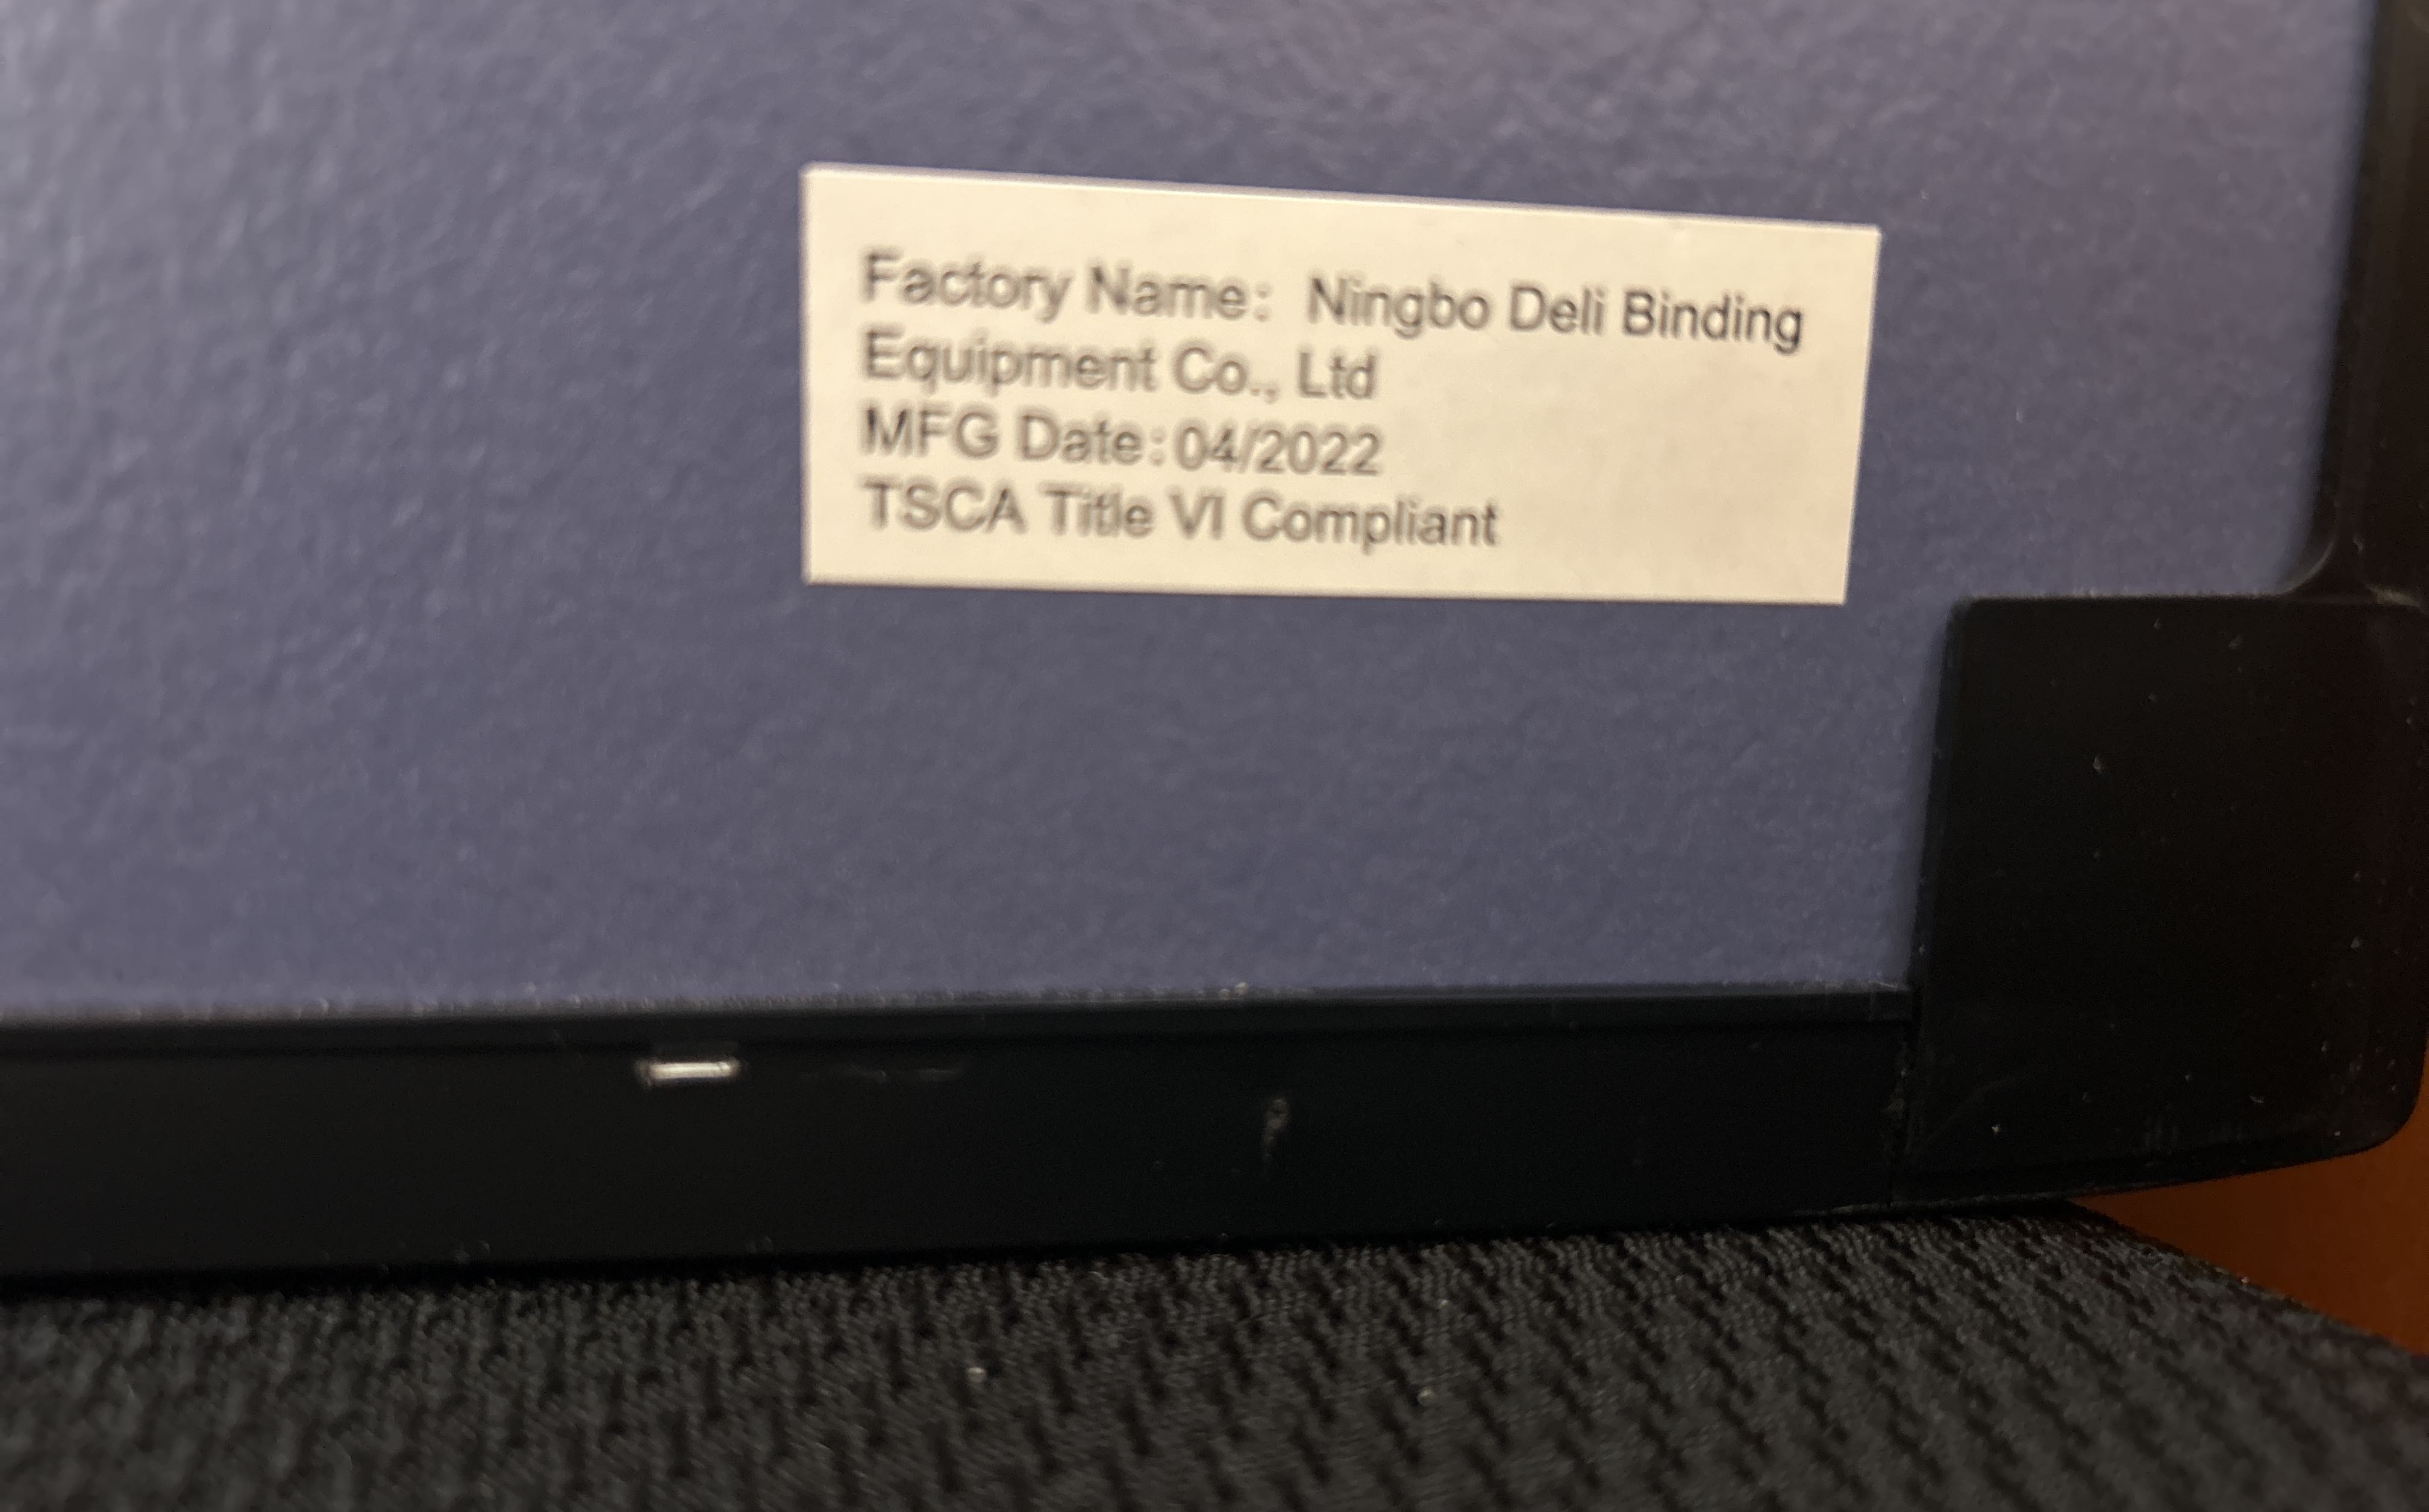 Factory Name: Ningbo Deli Binding
Equipment Co., Ltd
MFG Date:04/2022
TSCA Title VI Compliant